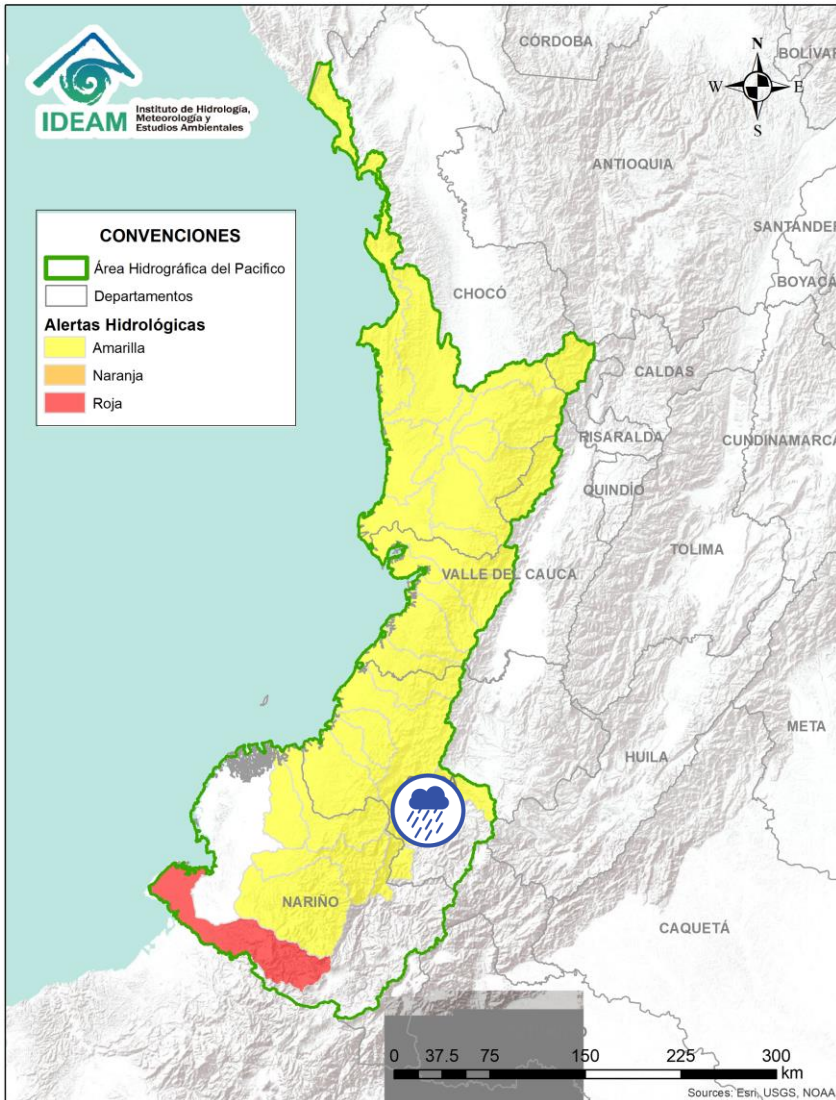 IDEAM
Instituto de Hidrología,
Meteorología y
Estudios Ambientales
CÓRDOBA
BOLÍVAR
N
W
E
S
ANTIOQUIA
SANTANDER
BOYACÁ
CONVENCIONES
Área Hidrográfica del Pacifico
Departamentos
Alertas Hidrológicas
Amarilla
Naranja
Roja
CHOCÓ
CALDAS
RISARALDA
CUNDINAMARCA
QUINDÍO
TOLIMA
VALLE DEL CAUCA
META
HUILA
NARIÑO
CAQUETÁ
0 37.5 75 150 225 300
km
Sources: Esri, USGS, NOAA